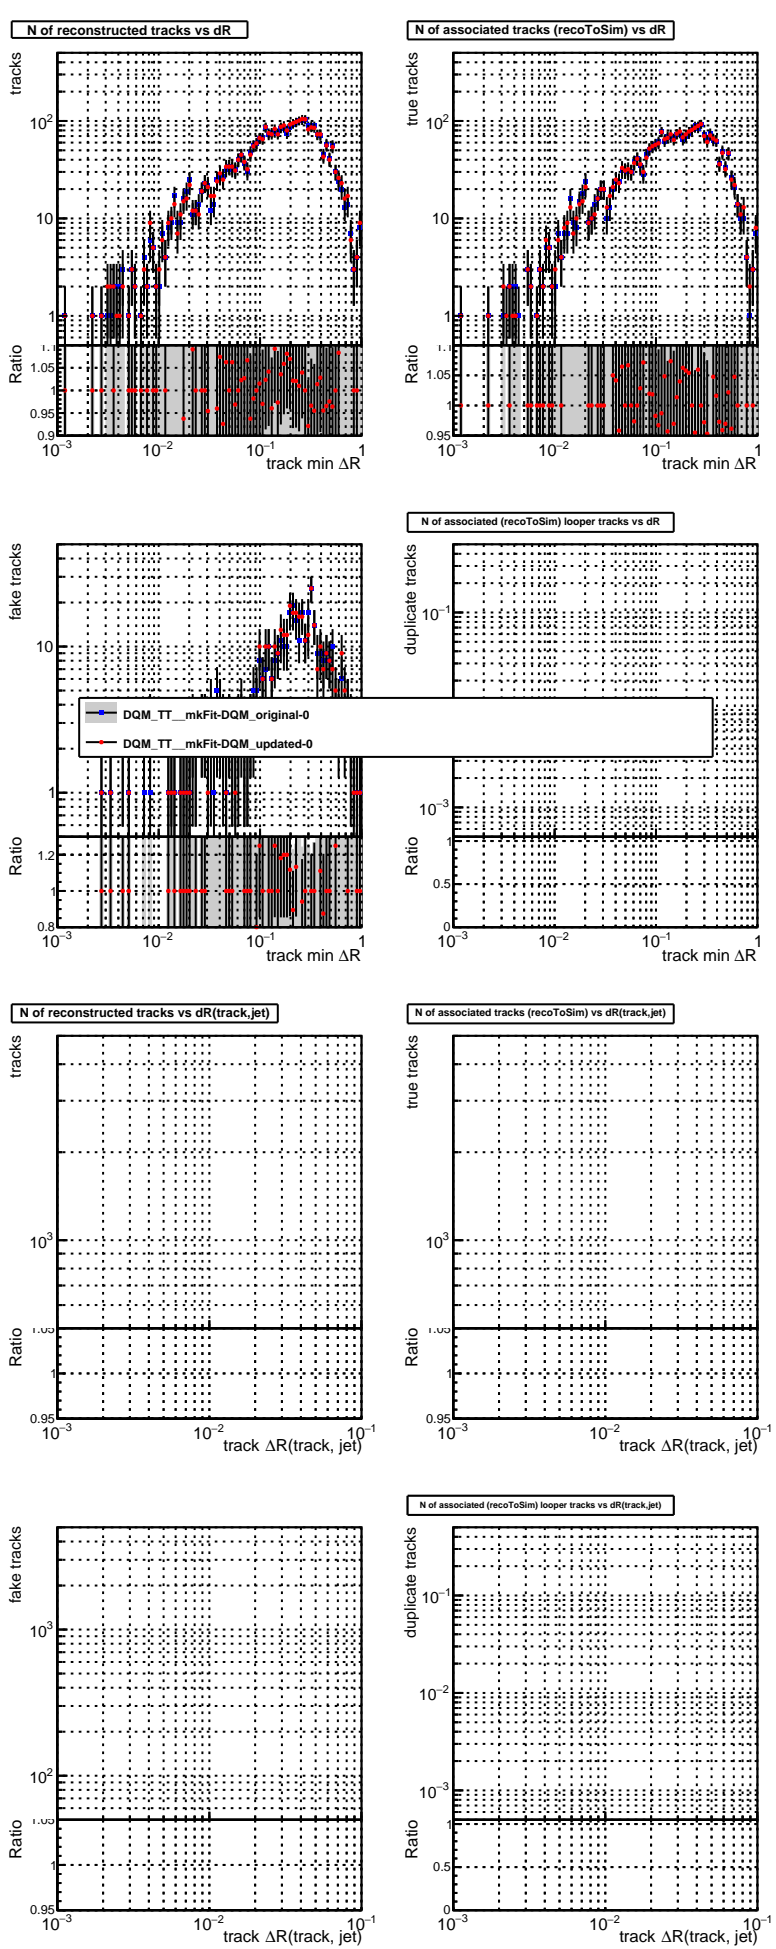 N of reconstructed tracks vs dR
tracks
10²
10
1
Ratio
1.1
1.05
1
0.95
0.9
10⁻³
10⁻²
10⁻¹
1
track min ΔR
N of associated tracks (recoToSim) vs dR
true tracks
10²
10
1
Ratio
1.1
1.05
1
0.95
10⁻³
10⁻²
10⁻¹
1
track min ΔR
fake tracks
10
1
Ratio
1.2
1
0.8
10⁻³
10⁻²
10⁻¹
1
track min ΔR
N of associated (recoToSim) looper tracks vs dR
duplicate tracks
10⁻¹
10⁻³
Ratio
1
0.5
0
10⁻³
10⁻²
10⁻¹
1
track min ΔR
DQM_TT__mkFit-DQM_original-0
DQM_TT__mkFit-DQM_updated-0
N of reconstructed tracks vs dR(track,jet)
tracks
10³
Ratio
1.05
1
0.95
10⁻³
10⁻²
10⁻¹
track ΔR(track, jet)
N of associated tracks (recoToSim) vs dR(track,jet)
true tracks
10³
Ratio
1.05
1
0.95
10⁻³
10⁻²
10⁻¹
track ΔR(track, jet)
fake tracks
10³
10²
Ratio
1.05
1
0.95
10⁻³
10⁻²
10⁻¹
track ΔR(track, jet)
N of associated (recoToSim) looper tracks vs dR(track,jet)
duplicate tracks
10⁻¹
10⁻²
10⁻³
Ratio
1
0.5
0
10⁻³
10⁻²
10⁻¹
track ΔR(track, jet)